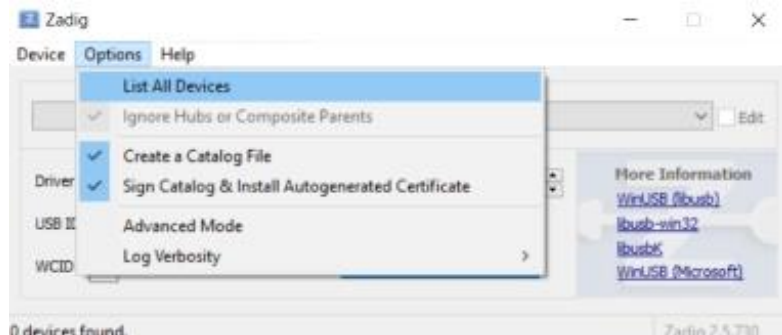 Zadig
Device Options Help
List All Devices
Ignore Hubs or Composite Parents
Edit
Create a Catalog File
Driver
Sign Catalog & Install Autogenerated Certificate
More Information
WinUSB (libusb)
USB ID
Advanced Mode
libusb-win32
Log Verbosity
libusbK
WCID
WinUSB (Microsoft)
0 devices found.
Zadig 2.5.730